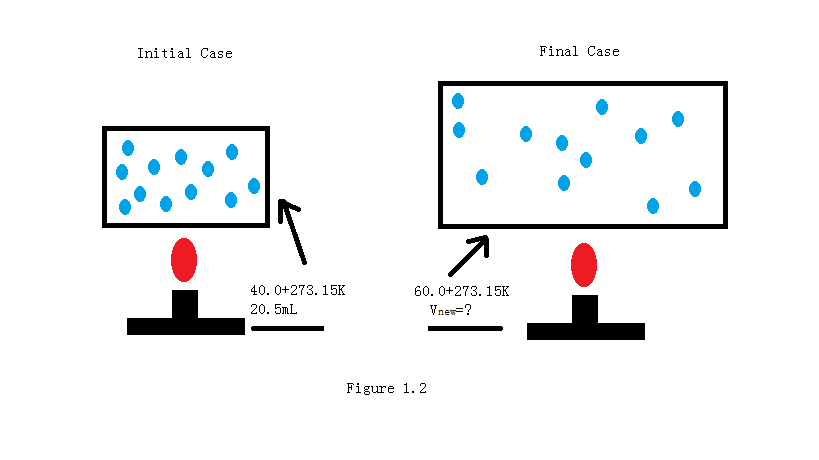 Initial Case
Final Case
40.0+273.15K
20.5mL
60.0+273.15K
Vnew=?
Figure 1.2